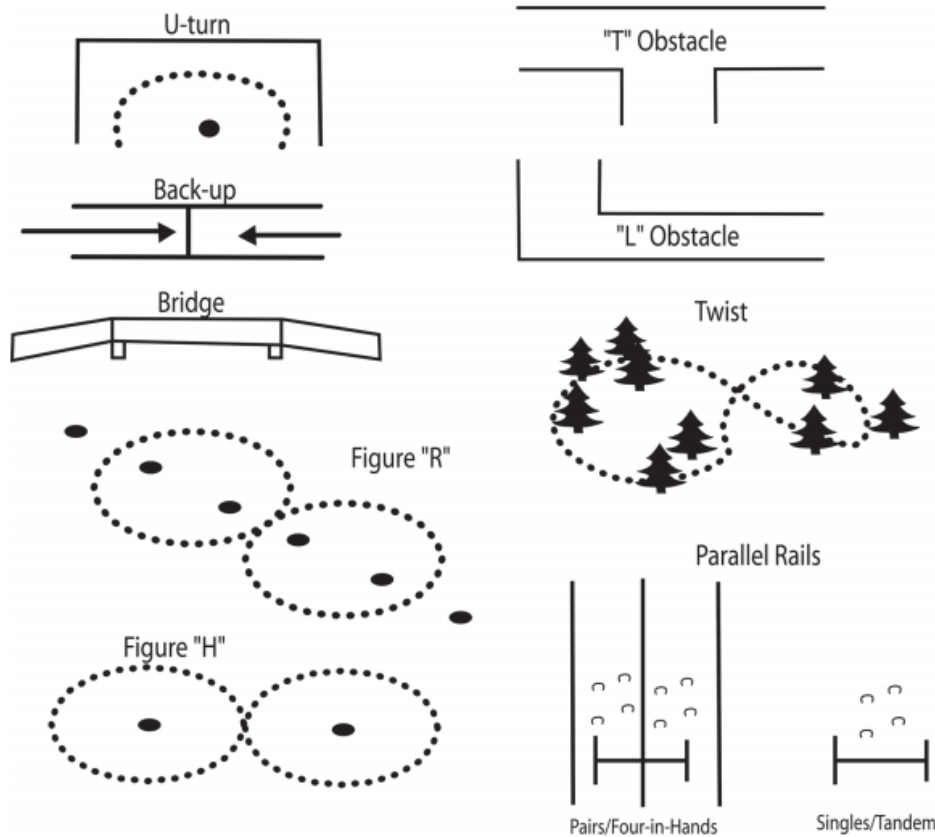 U-turn
"T" Obstacle
Back-up
"L" Obstacle
Bridge
Twist
Figure "R"
Parallel Rails
Figure "H"
Pairs/Four-in-Hands
Singles/Tandem